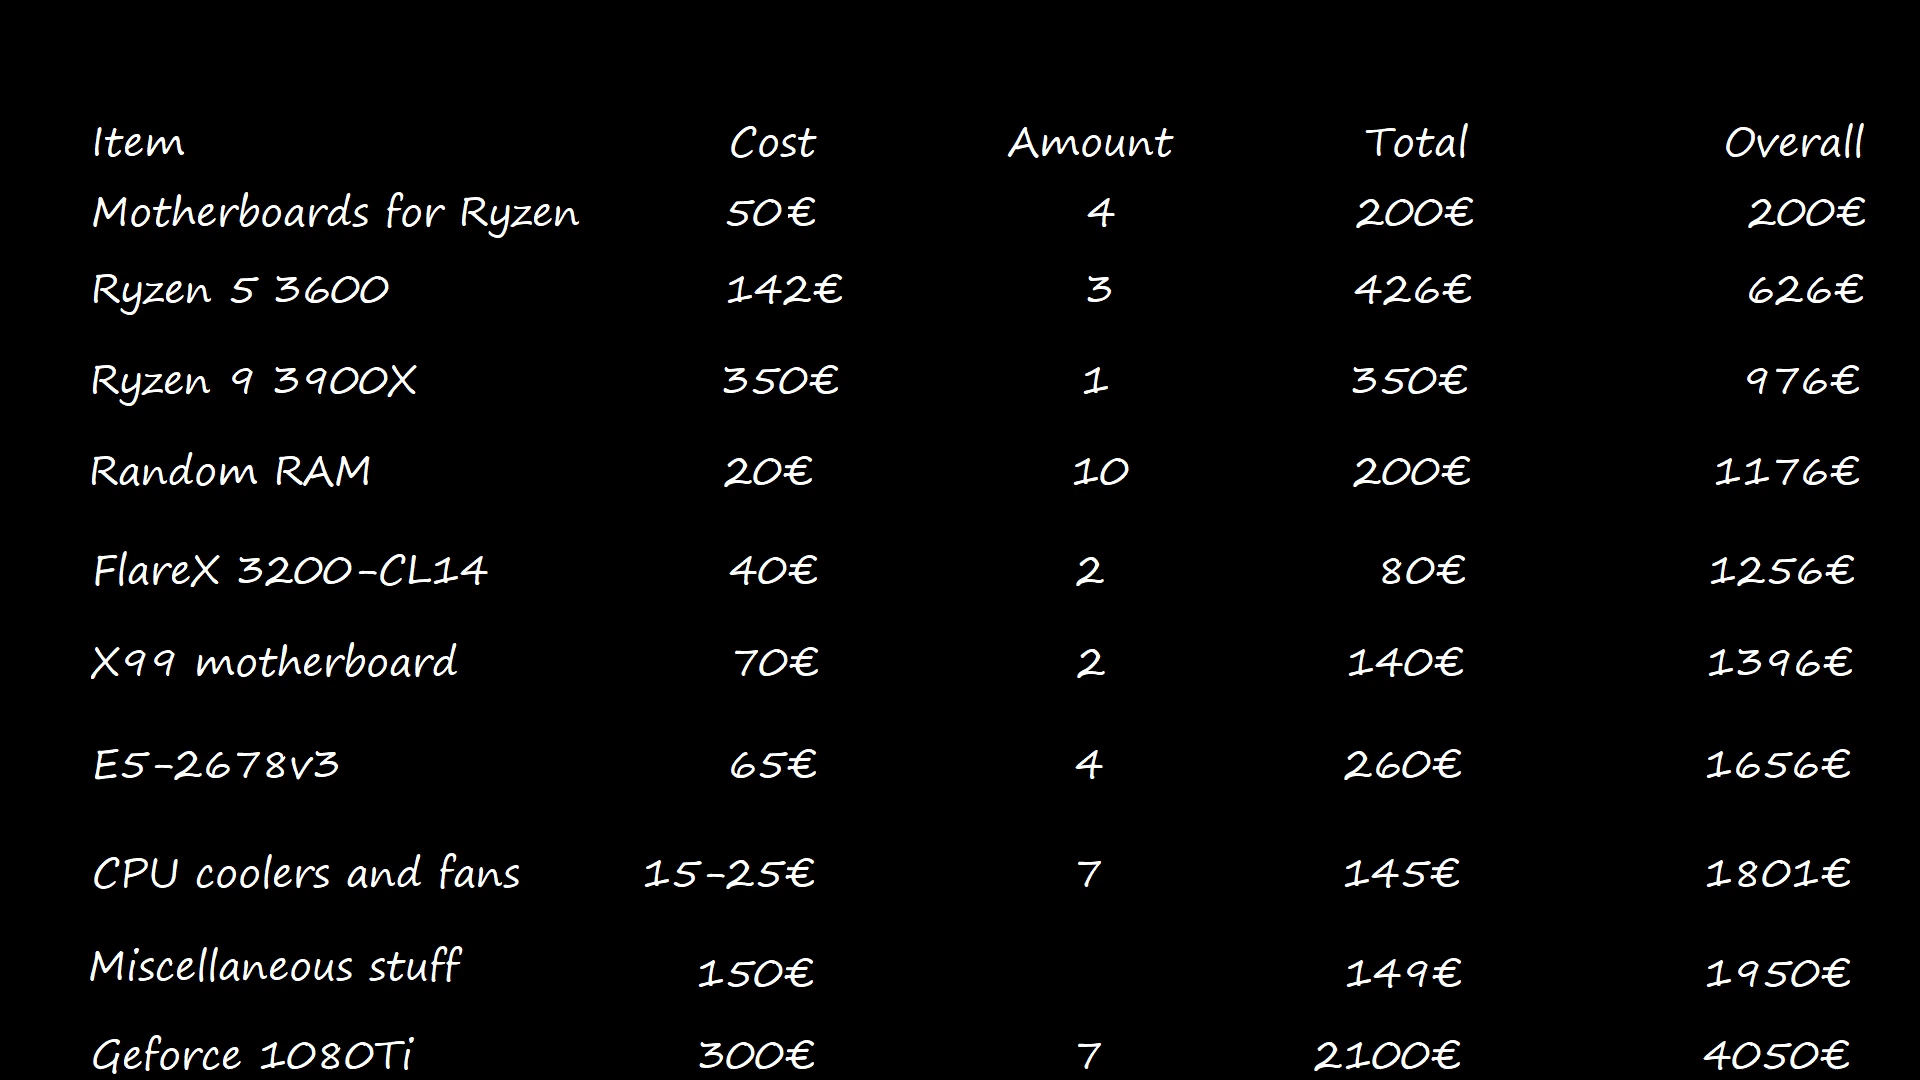 Item Cost Amount Total Overall
Motherboards for Ryzen 50€ 4 200€ 200€
Ryzen 5 3600 142€ 3 426€ 626€
Ryzen 9 3900X 350€ 1 350€ 976€
Random RAM 20€ 10 200€ 1176€
FlareX 3200-CL14 40€ 2 80€ 1256€
X99 motherboard 70€ 2 140€ 1396€
E5-2678v3 65€ 4 260€ 1656€
CPU coolers and fans 15-25€ 7 145€ 1801€
Miscellaneous stuff 150€ 149€ 1950€
Geforce 1080Ti 300€ 7 2100€ 4050€